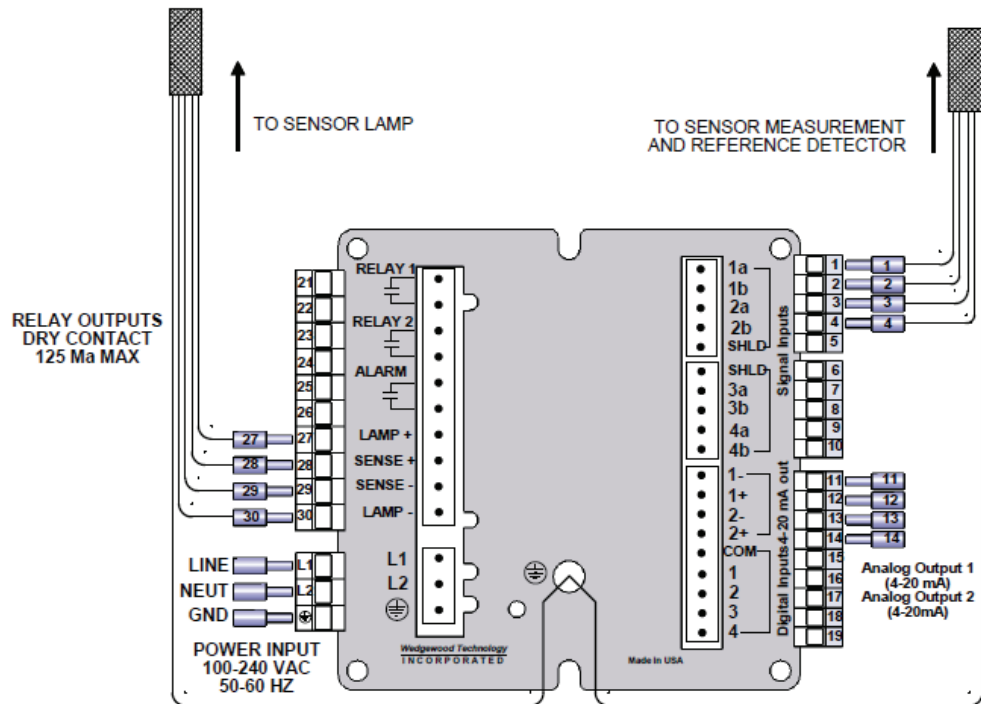 TO SENSOR LAMP
TO SENSOR MEASUREMENT
AND REFERENCE DETECTOR
RELAY OUTPUTS
DRY CONTACT
125 Ma MAX
21
22
23
24
25
26
27
28
29
30
27
28
29
30
RELAY 1
RELAY 2
ALARM
LAMP +
SENSE +
SENSE -
LAMP -
LINE
NEUT
GND
L1
L2
L1
L2
POWER INPUT
100-240 VAC
50-60 HZ
Wedgewood Technology
INCORPORATED
Made In USA
1a
1b
2a
2b
SHLD
SHLD
3a
3b
4a
4b
1-
1+
2-
2+
COM
1
2
3
4
Signal Inputs
4-20 mA out
Digital Inputs
1
2
3
4
5
6
7
8
9
10
11
12
13
14
15
16
17
18
19
1
2
3
4
11
12
13
14
Analog Output 1
(4-20 mA)
Analog Output 2
(4-20mA)